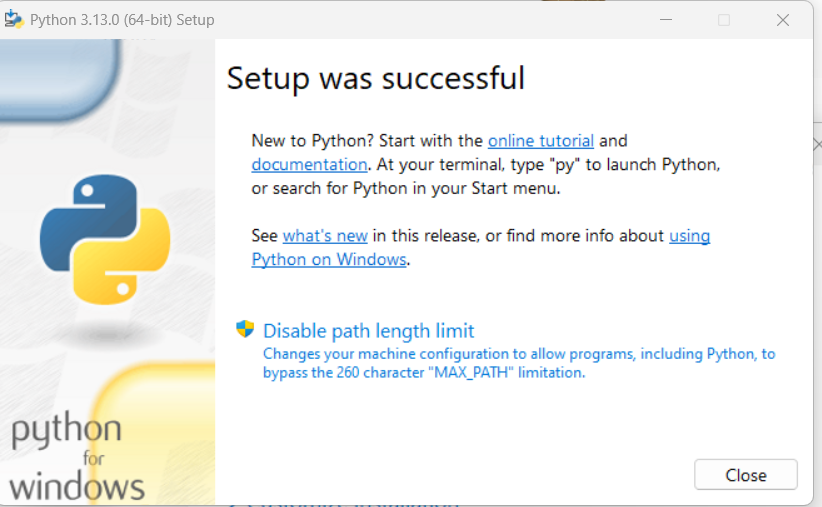 Python 3.13.0 (64-bit) Setup
Setup was successful
New to Python? Start with the online tutorial and
documentation. At your terminal, type "py" to launch Python,
or search for Python in your Start menu.
See what's new in this release, or find more info about using
Python on Windows.
Disable path length limit
Changes your machine configuration to allow programs, including Python, to
bypass the 260 character "MAX_PATH" limitation.
python
for
windows
Close